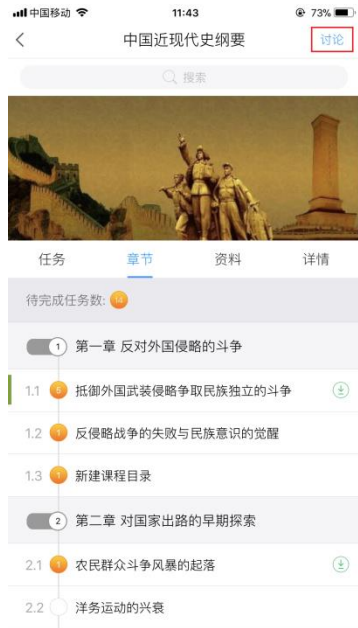 中国移动 11:43 73%
中国近现代史纲要 讨论
搜索
任务 章节 资料 详情
待完成任务数: 14
1 第一章 反对外国侵略的斗争
1.1 5 抵御外国武装侵略争取民族独立的斗争
1.2 1 反侵略战争的失败与民族意识的觉醒
1.3 1 新建课程目录
2 第二章 对国家出路的早期探索
2.1 1 农民群众斗争风暴的起落
2.2 洋务运动的兴衰